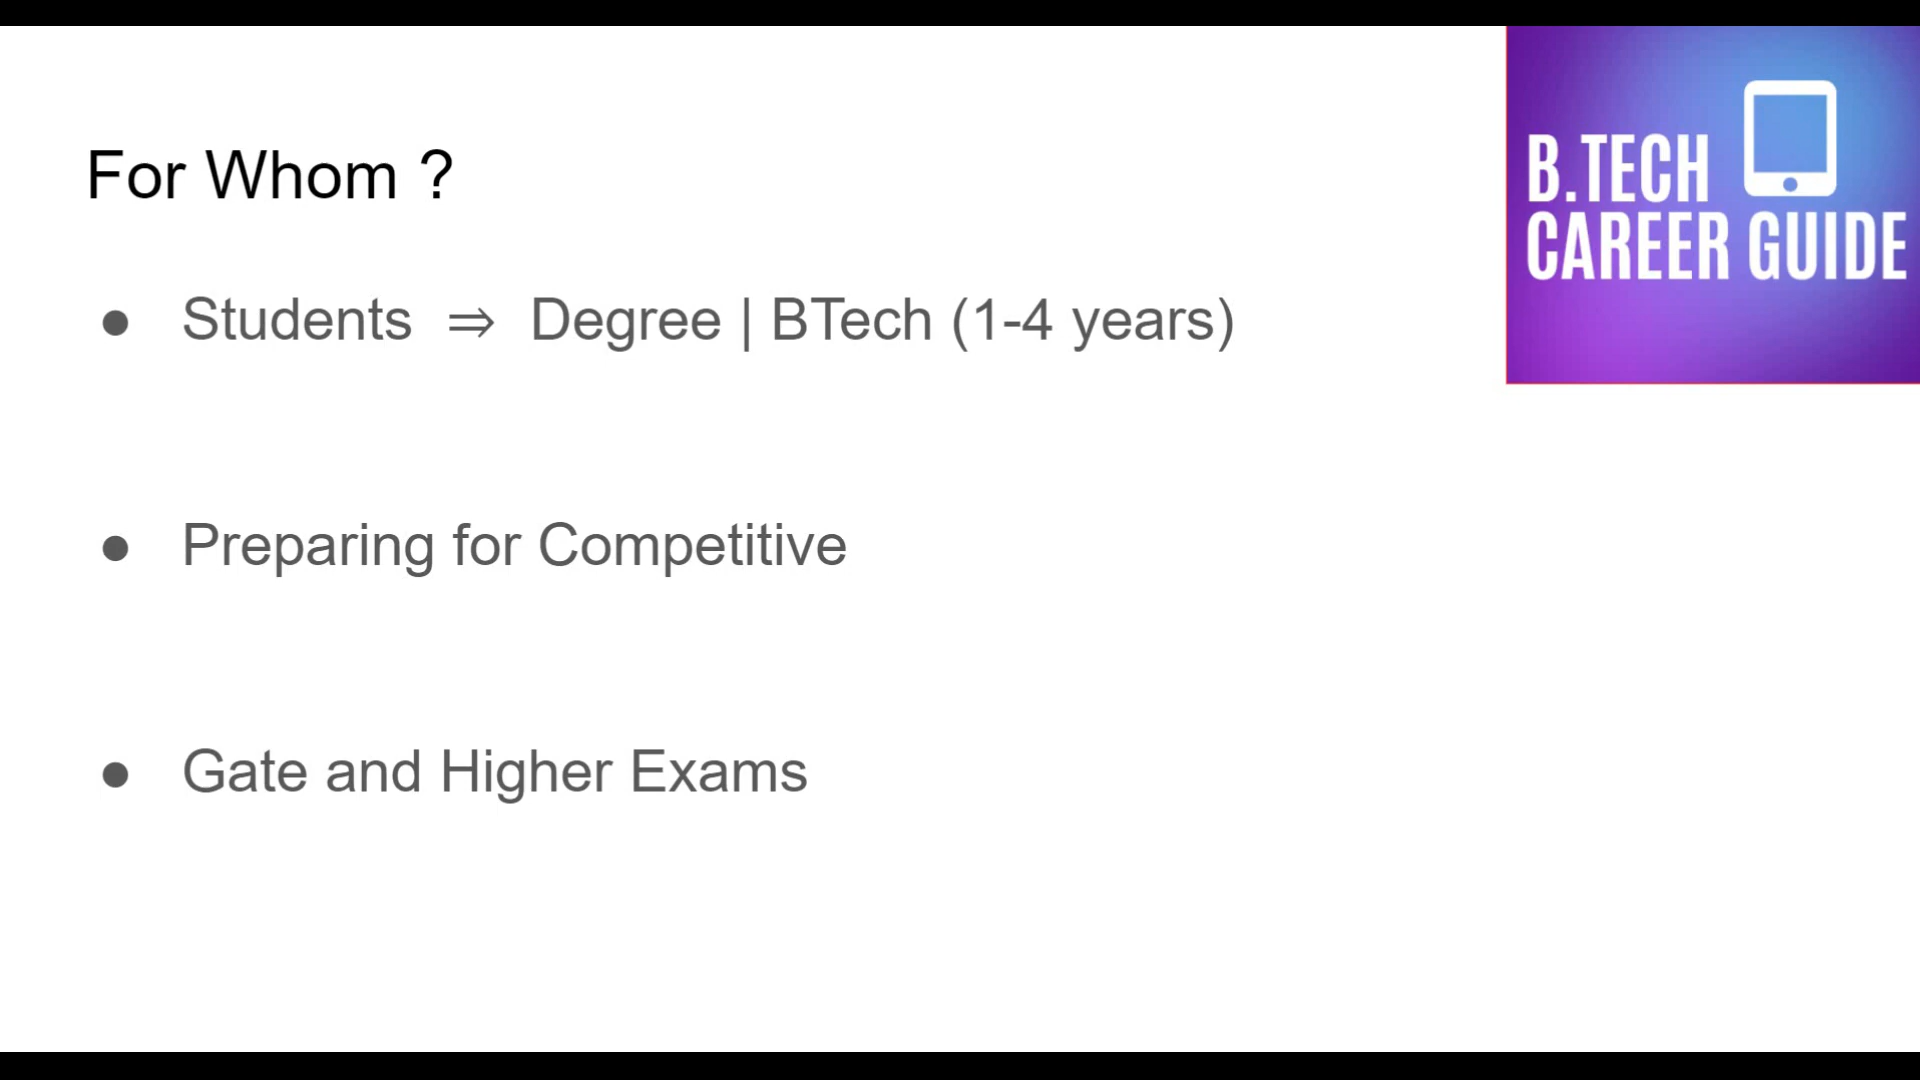 For Whom ?
● Students ⇒ Degree | BTech (1-4 years)
● Preparing for Competitive
● Gate and Higher Exams
B.TECH
CAREER GUIDE